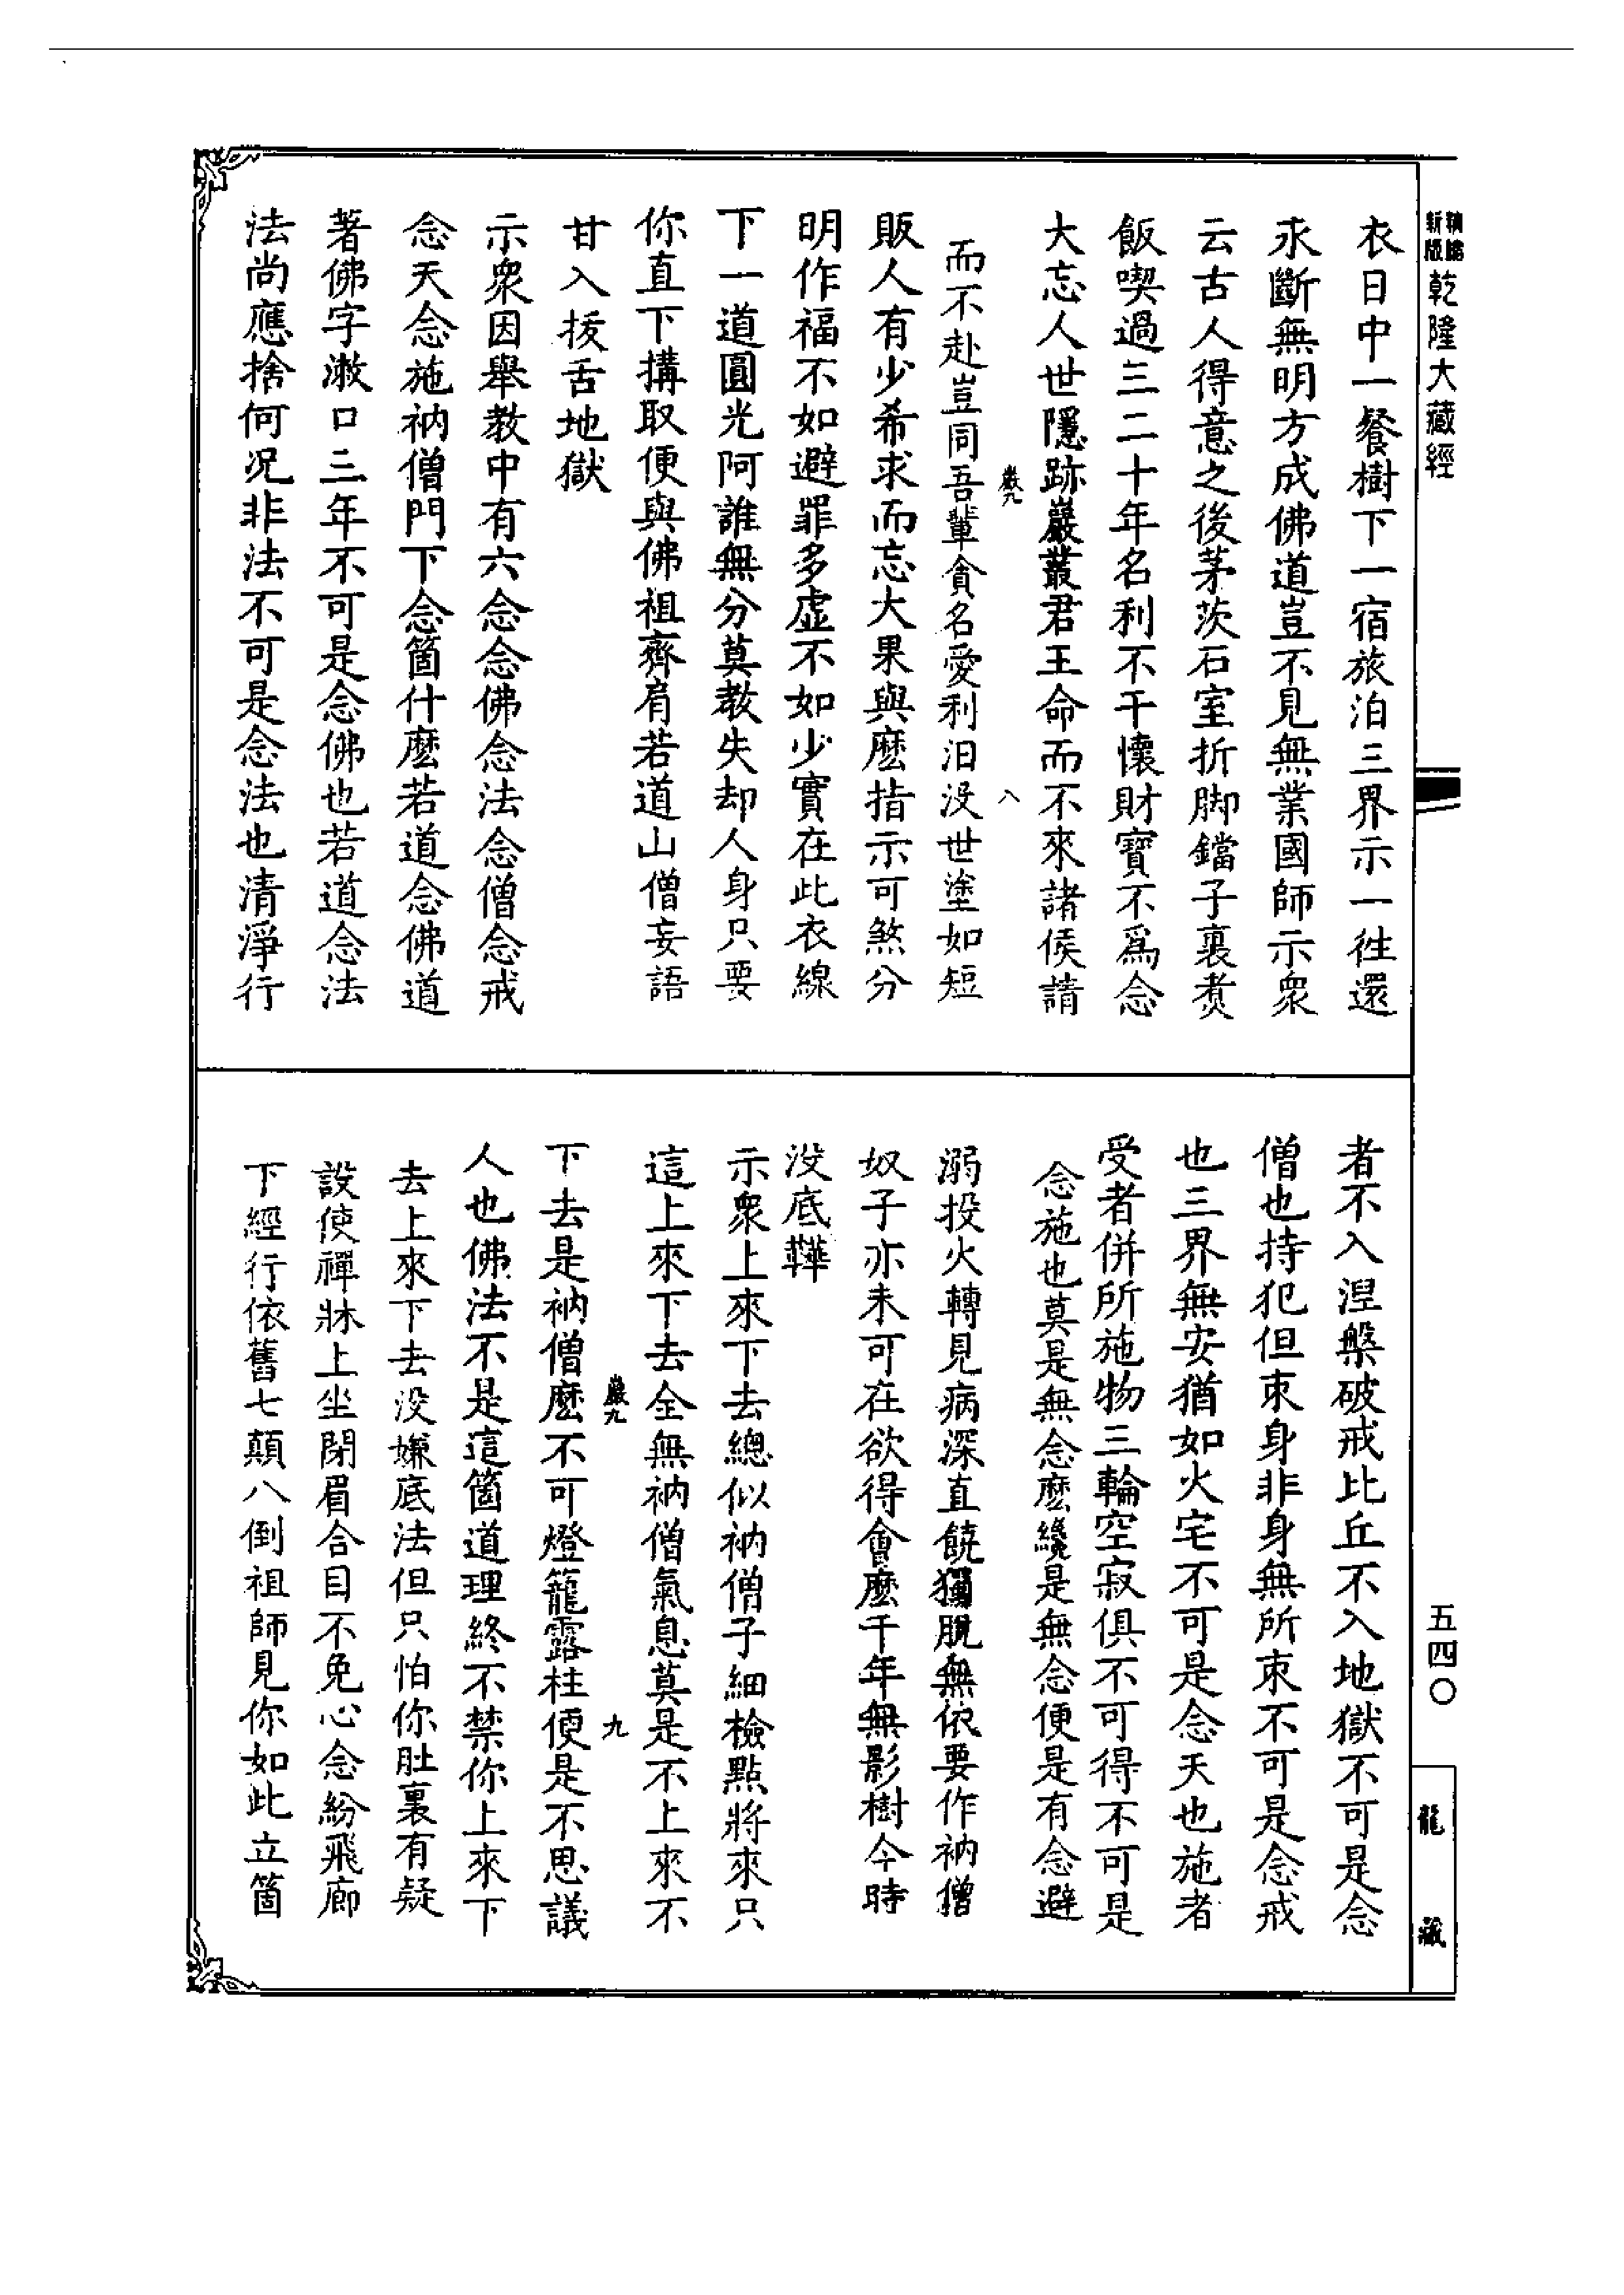 新版精縮乾隆大藏經
衣日中一餐樹下一宿旅泊三界示一徃還
永斷無明方成佛道豈不見無業國師示衆
云古人得意之後茅茨石室折脚鐺子裏煑
飯喫過三二十年名利不干懷財寶不爲念
大忘人世隱跡巖叢君王命而不來諸侯請
巖九 八
而不赴豈同吾輩貪名愛利汩没世塗如短
販人有少希求而忘大果與麽指示可煞分
明作福不如避罪多虛不如少實在此衣線
下一道圓光阿誰無分莫教失却人身只要
你直下搆取便與佛祖齊肩若道山僧妄語
甘入拔舌地獄
示衆因舉教中有六念念佛念法念僧念戒
念天念施衲僧門下念箇什麽若道念佛道
著佛字漱口三年不可是念佛也若道念法
法尚應捨何况非法不可是念法也清淨行
者不入涅槃破戒比丘不入地獄不可是念
僧也持犯但束身非身無所束不可是念戒
也三界無安猶如火宅不可是念天也施者
受者併所施物三輪空寂俱不可得不可是
念施也莫是無念麽纔是無念便是有念避
溺投火轉見病深直饒獨脫無依要作衲僧
奴子亦未可在欲得會麽千年無影樹今時
没底鞾
示衆上來下去總似衲僧子細檢點將來只
這上來下去全無衲僧氣息莫是不上來不
巖九 九
下去是衲僧麽不可燈籠露柱便是不思議
人也佛法不是這箇道理終不禁你上來下
去上來下去没嫌底法但只怕你肚裏有疑
設使禪牀上坐閉眉合目不免心念紛飛廊
下經行依舊七顛八倒祖師見你如此立箇
五四〇
龍藏